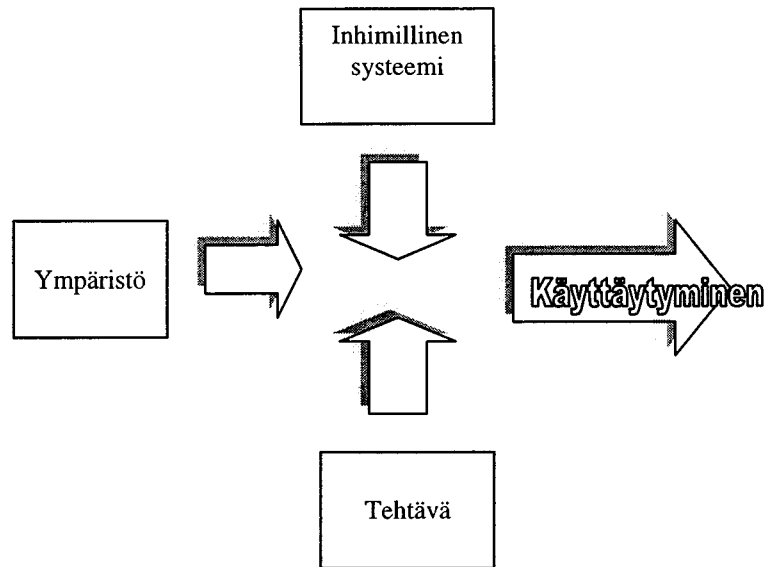 Inhimillinen
systeemi
Ympäristö
Käyttäytyminen
Tehtävä